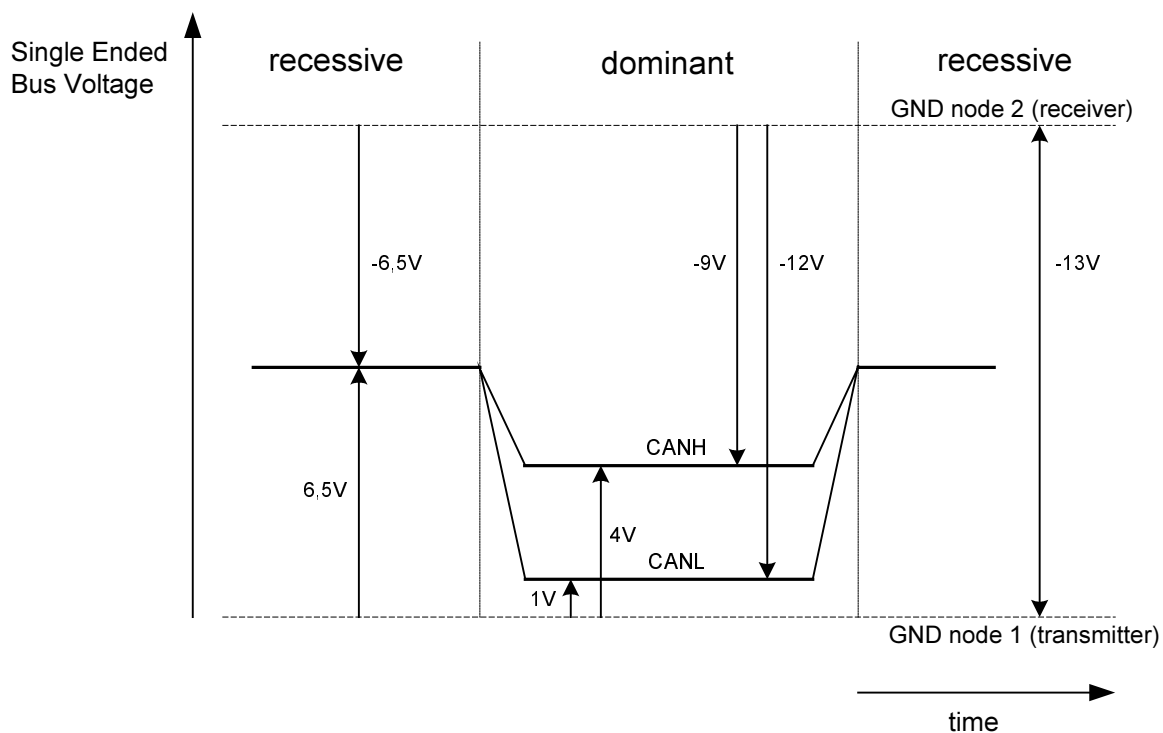 Single Ended
Bus Voltage
recessive
dominant
recessive
GND node 2 (receiver)
-6,5V
-9V
-12V
-13V
CANH
6,5V
4V
CANL
1V
GND node 1 (transmitter)
time